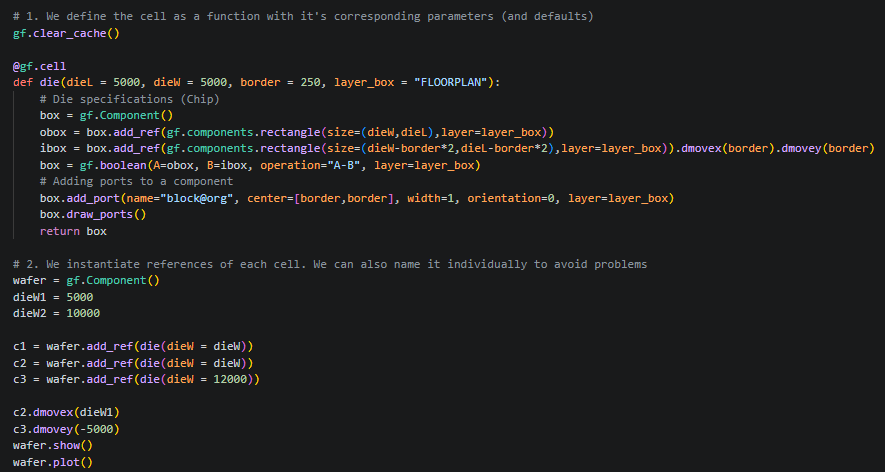 # 1. We define the cell as a function with it's corresponding parameters (and defaults)
gf.clear_cache()
@gf.cell
def die(dieL = 5000, dieW = 5000, border = 250, layer_box = "FLOORPLAN"):
    # Die specifications (Chip)
    box = gf.Component()
    obox = box.add_ref(gf.components.rectangle(size=(dieW,dieL),layer=layer_box))
    ibox = box.add_ref(gf.components.rectangle(size=(dieW-border*2,dieL-border*2),layer=layer_box)).dmovex(border).dmovey(border)
    box = gf.boolean(A=obox, B=ibox, operation="A-B", layer=layer_box)
    # Adding ports to a component
    box.add_port(name="block@org", center=[border,border], width=1, orientation=0, layer=layer_box)
    box.draw_ports()
    return box
# 2. We instantiate references of each cell. We can also name it individually to avoid problems
wafer = gf.Component()
dieW1 = 5000
dieW2 = 10000
c1 = wafer.add_ref(die(dieW = dieW))
c2 = wafer.add_ref(die(dieW = dieW))
c3 = wafer.add_ref(die(dieW = 12000))
c2.dmovex(dieW1)
c3.dmovey(-5000)
wafer.show()
wafer.plot()